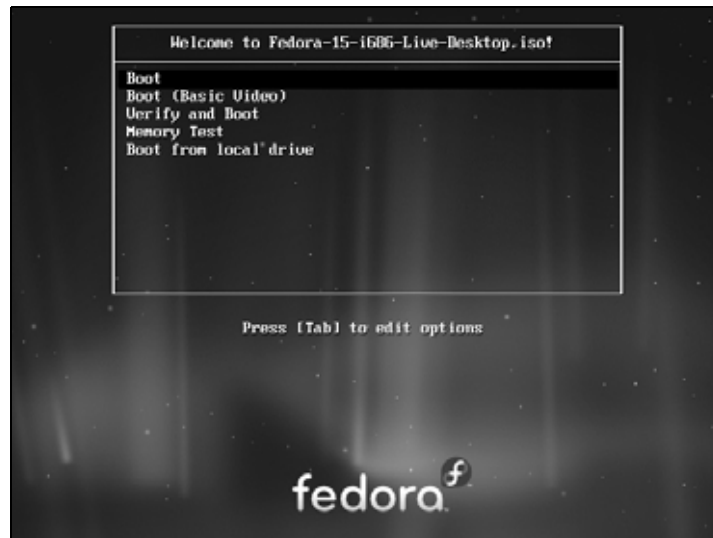 Welcome to Fedora-15-i686-Live-Desktop.iso!
Boot
Boot (Basic Video)
Verify and Boot
Memory Test
Boot from local drive
Press [Tab] to edit options
fedora